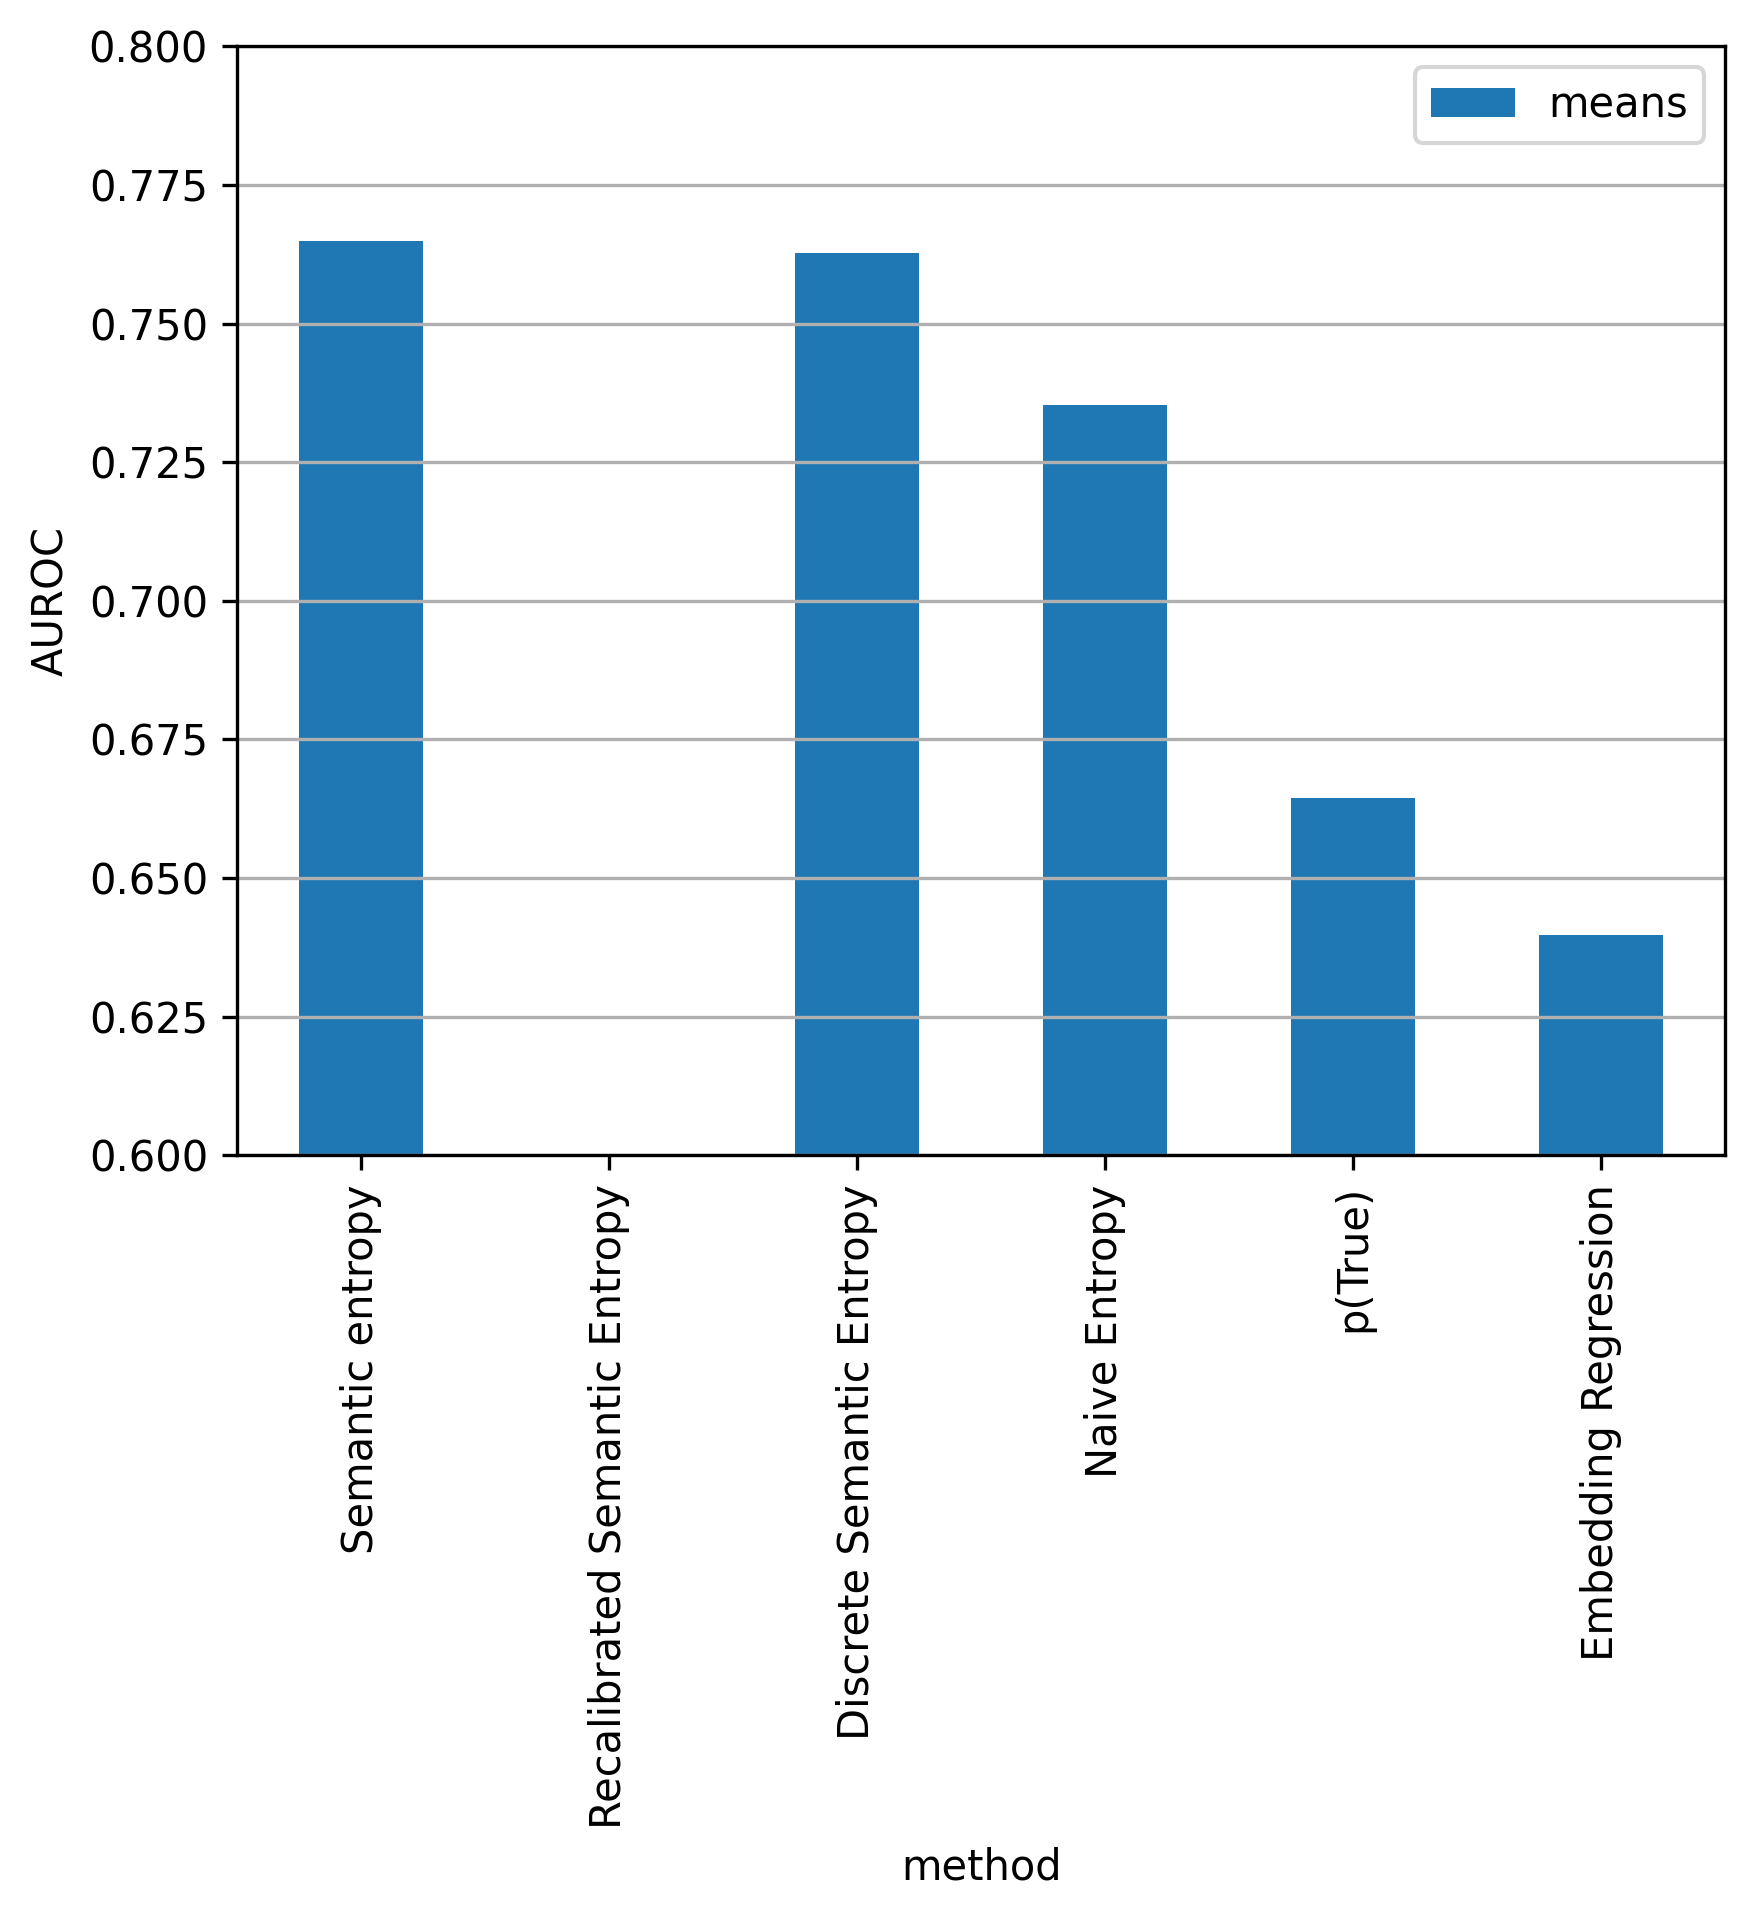 0.800
0.775
0.750
0.725
0.700
0.675
0.650
0.625
0.600
AUROC
means
Semantic entropy
Recalibrated Semantic Entropy
Discrete Semantic Entropy
Naive Entropy
p(True)
Embedding Regression
method